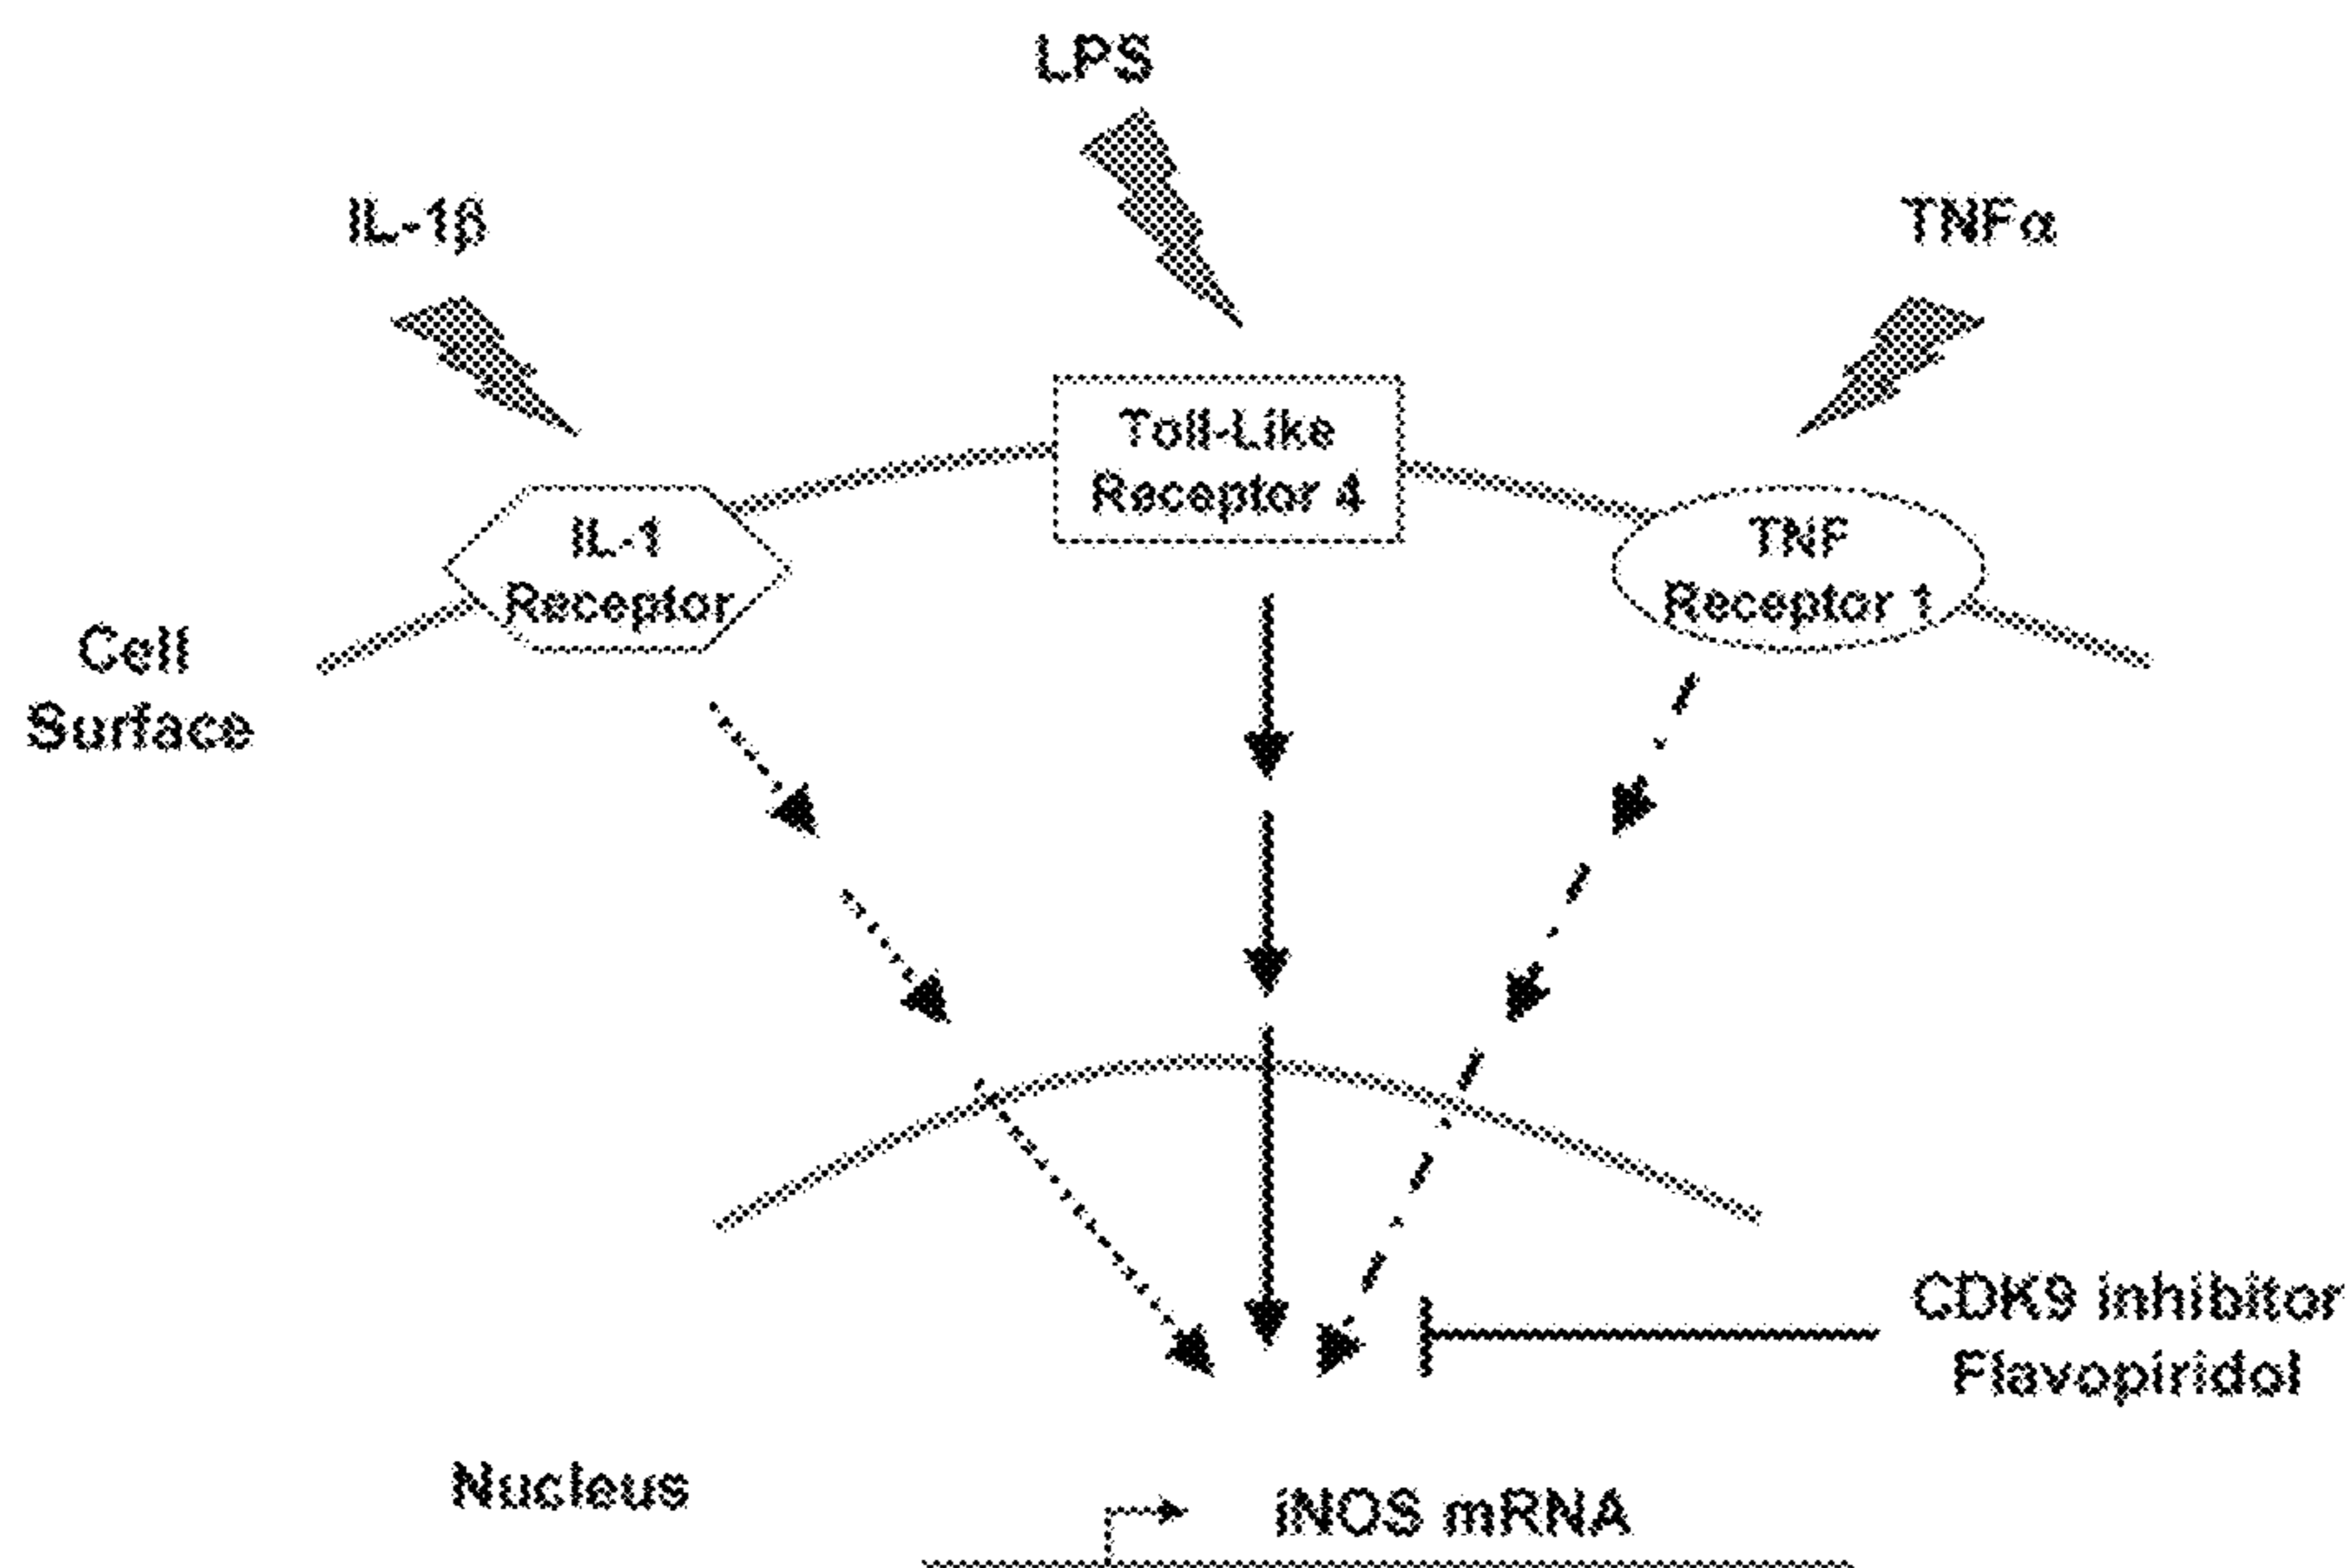 LPS
IL-1β
TNFα
Toll-Like
Receptor 4
IL-1
Receptor
TNF
Receptor 1
Cell
Surface
CDK9 inhibitor
Flavopiridol
Nucleus
iNOS mRNA